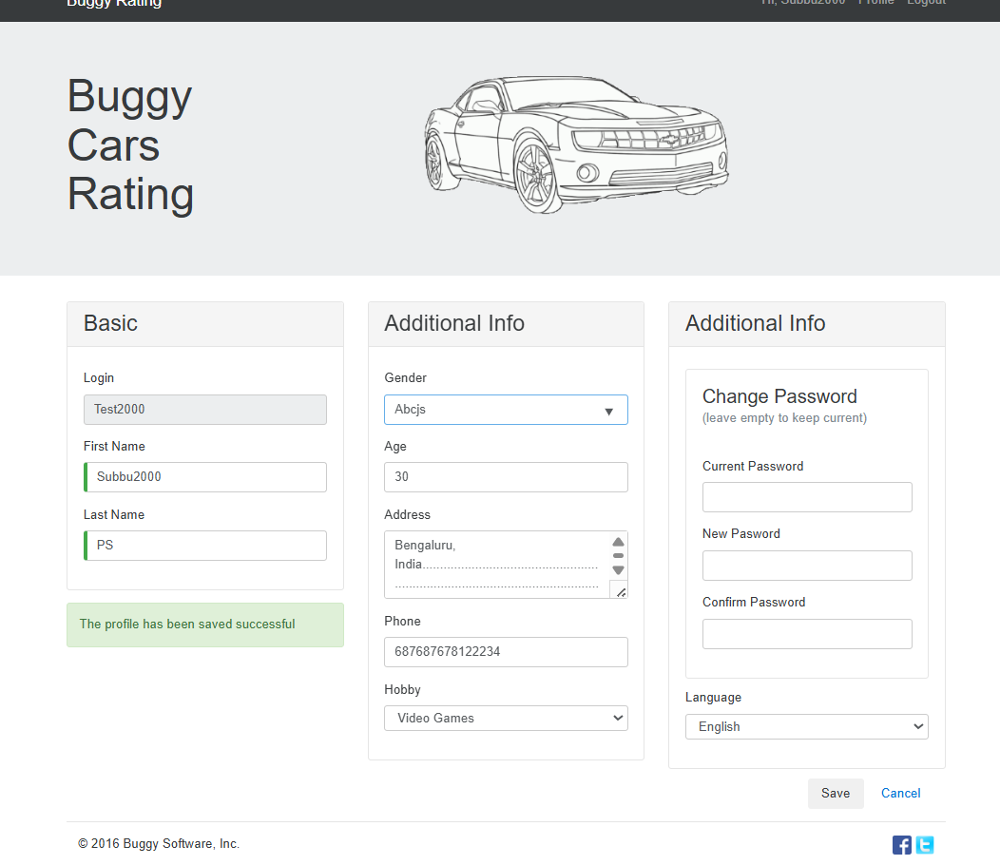 Buggy Rating
Hi, Subbu2000 Profile Logout
Buggy
Cars
Rating
Basic
Login
Test2000
First Name
Subbu2000
Last Name
PS
The profile has been saved successful
Additional Info
Gender
Abcjs
Age
30
Address
Bengaluru,
India...................................................
...........................................................
Phone
687687678122234
Hobby
Video Games
Additional Info
Change Password
(leave empty to keep current)
Current Password
New Pasword
Confirm Password
Language
English
Save Cancel
© 2016 Buggy Software, Inc.